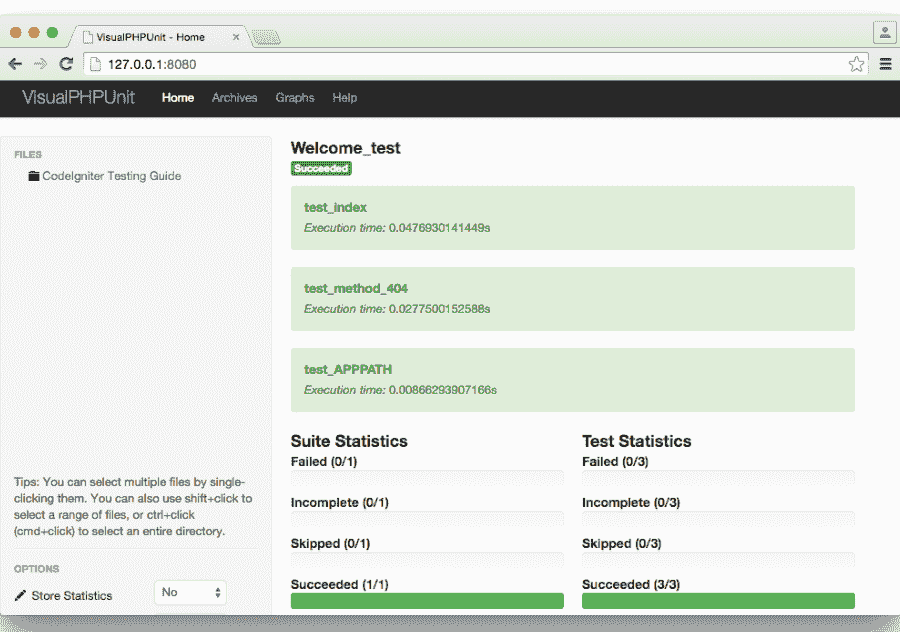 VisualPHPUnit - Home
127.0.0.1:8080
VisualPHPUnit Home Archives Graphs Help
FILES
CodeIgniter Testing Guide
Tips: You can select multiple files by single-
clicking them. You can also use shift+click to
select a range of files, or ctrl+click
(cmd+click) to select an entire directory.
OPTIONS
Store Statistics No
Welcome_test
Succeeded
test_index
Execution time: 0.0476930141449s
test_method_404
Execution time: 0.0277500152588s
test_APPPATH
Execution time: 0.00866293907166s
Suite Statistics
Failed (0/1)
Incomplete (0/1)
Skipped (0/1)
Succeeded (1/1)
Test Statistics
Failed (0/3)
Incomplete (0/3)
Skipped (0/3)
Succeeded (3/3)